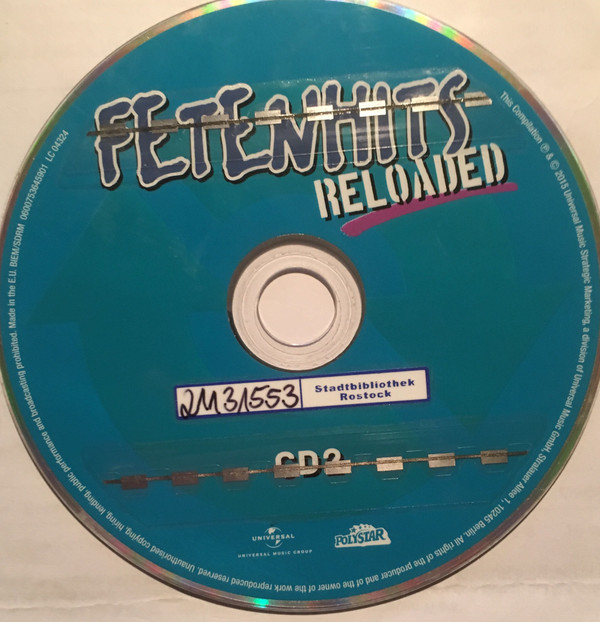 FETENHITS
RELOADED
2M31553
Stadtbibliothek
Rostock
CD 2
UNIVERSAL
UNIVERSAL MUSIC GROUP
POLYSTAR
This Compilation ℗ & © 2015 Universal Music Strategic Marketing, a division of Universal Music GmbH, Stralauer Allee 1, 10245 Berlin. All rights of the producer and of the owner of the work reproduced reserved. Unauthorised copying, hiring, lending, public performance and broadcasting prohibited. Made in the E.U. BIEM/SDRM 0600753645901 LC 04324